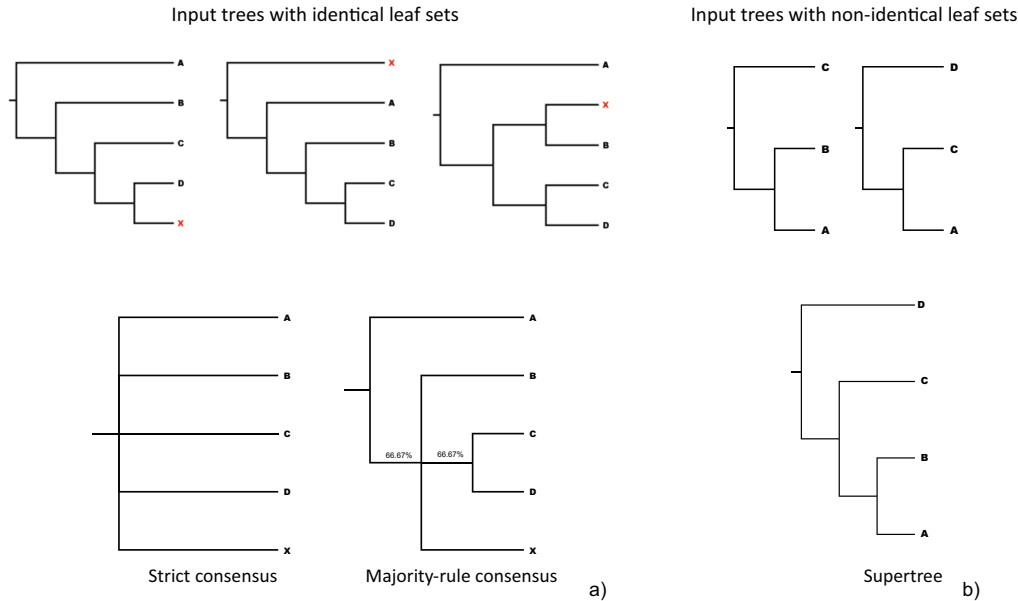 Input trees with identical leaf sets
A
B
C
D
X
X
A
B
C
D
A
X
B
C
D
Input trees with non-identical leaf sets
C
B
A
D
C
A
A
B
C
D
X
Strict consensus
A
B
C
D
X
66.67%
66.67%
Majority-rule consensus
a)
D
C
B
A
Supertree
b)